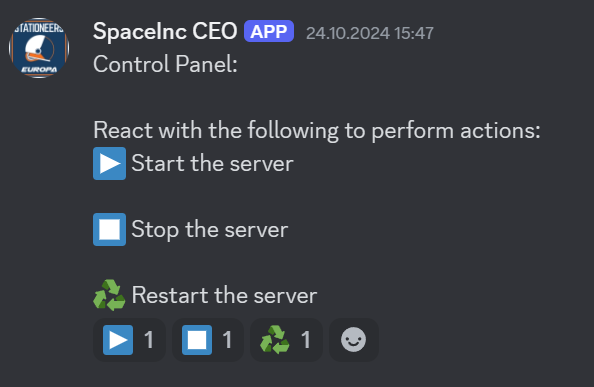 STATIONEERS
EUROPA
SpaceInc CEO APP 24.10.2024 15:47
Control Panel:
React with the following to perform actions:
▶️ Start the server
⏹️ Stop the server
♻️ Restart the server
▶️ 1 ⏹️ 1 ♻️ 1